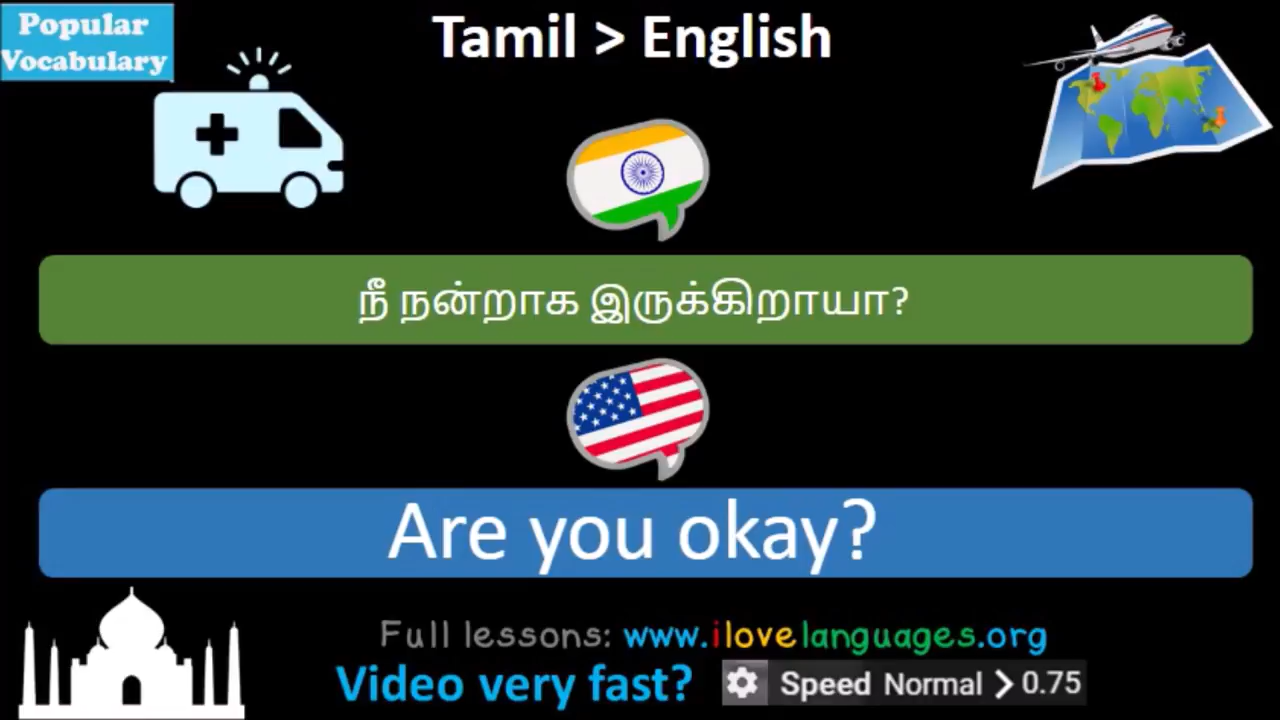 Popular
Vocabulary
Tamil > English
நீ நன்றாக இருக்கிறாயா?
Are you okay?
Full lessons: www.ilovelanguages.org
Video very fast? Speed Normal > 0.75